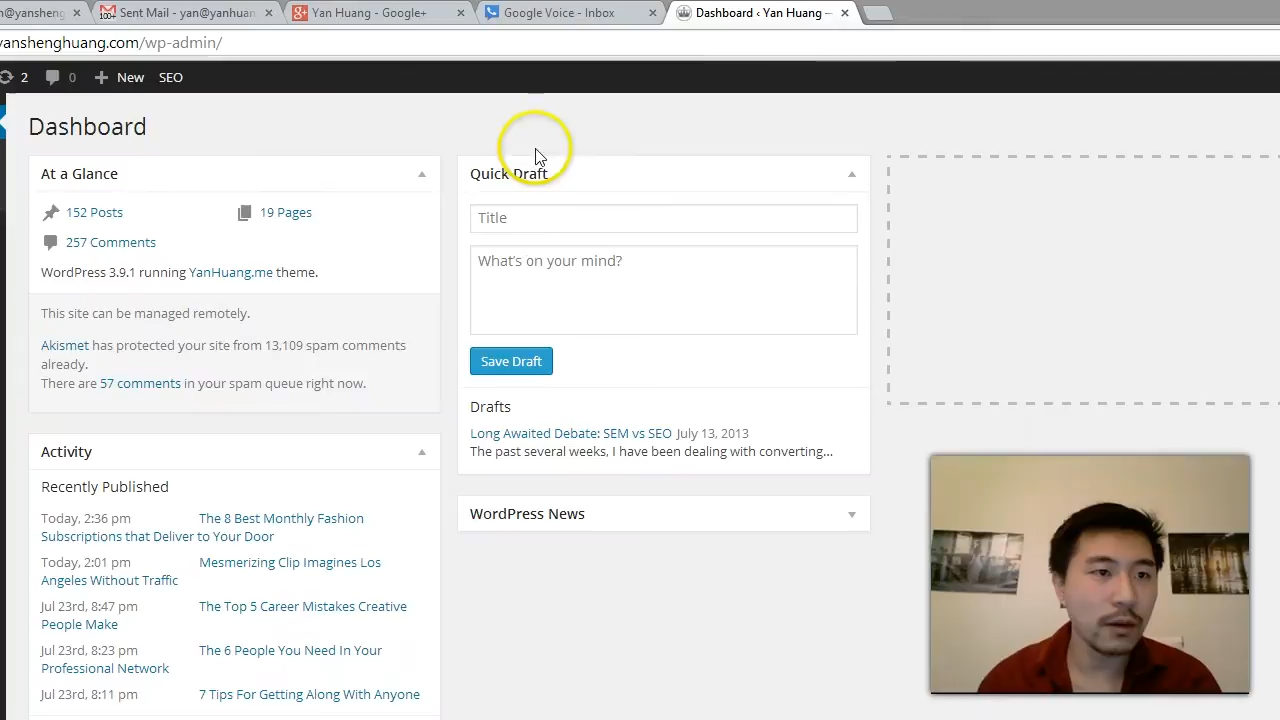 @yansheng
100+ Sent Mail - yan@yanhuan
Yan Huang - Google+
Google Voice - Inbox
Dashboard ‹ Yan Huang —
yanshenghuang.com/wp-admin/
2
0
New
SEO
Dashboard
At a Glance
152 Posts
19 Pages
257 Comments
WordPress 3.9.1 running YanHuang.me theme.
This site can be managed remotely.
Akismet has protected your site from 13,109 spam comments
already.
There are 57 comments in your spam queue right now.
Activity
Recently Published
Today, 2:36 pm The 8 Best Monthly Fashion
Subscriptions that Deliver to Your Door
Today, 2:01 pm Mesmerizing Clip Imagines Los
Angeles Without Traffic
Jul 23rd, 8:47 pm The Top 5 Career Mistakes Creative
People Make
Jul 23rd, 8:23 pm The 6 People You Need In Your
Professional Network
Jul 23rd, 8:11 pm 7 Tips For Getting Along With Anyone
Quick Draft
Title
What's on your mind?
Save Draft
Drafts
Long Awaited Debate: SEM vs SEO July 13, 2013
The past several weeks, I have been dealing with converting…
WordPress News